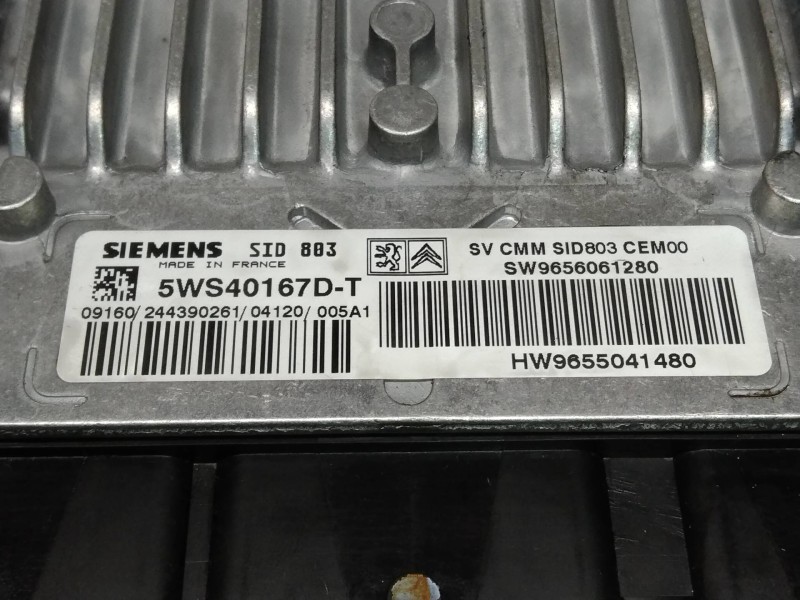 SIEMENS SID 803
MADE IN FRANCE
5WS40167D-T
09160/244390261/04120/005A1
SV CMM SID803 CEM00
SW9656061280
HW9655041480